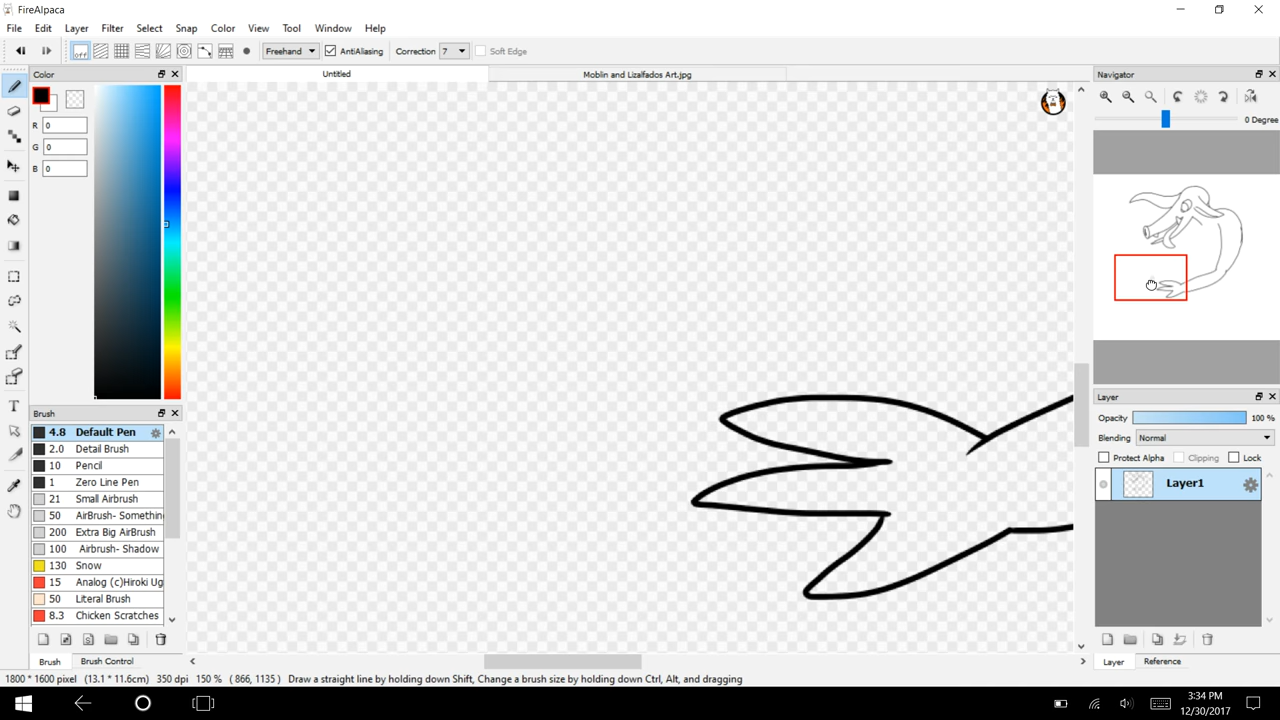 FireAlpaca
File Edit Layer Filter Select Snap Color View Tool Window Help
off Freehand AntiAliasing Correction 7 Soft Edge
Color
Untitled
Moblin and Lizalfados Art.jpg
Navigator
R 0
G 0
B 0
0 Degree
Brush
4.8 Default Pen
2.0 Detail Brush
10 Pencil
1 Zero Line Pen
21 Small Airbrush
50 AirBrush- Somethin
200 Extra Big AirBrush
100 Airbrush- Shadow
130 Snow
15 Analog (c)Hiroki Ug
50 Literal Brush
8.3 Chicken Scratches
Brush Brush Control
Layer
Opacity 100 %
Blending Normal
Protect Alpha Clipping Lock
Layer1
Layer Reference
1800 * 1600 pixel (13.1 * 11.6cm) 350 dpi 150 % ( 866, 1135 ) Draw a straight line by holding down Shift, Change a brush size by holding down Ctrl, Alt, and dragging
3:34 PM
12/30/2017